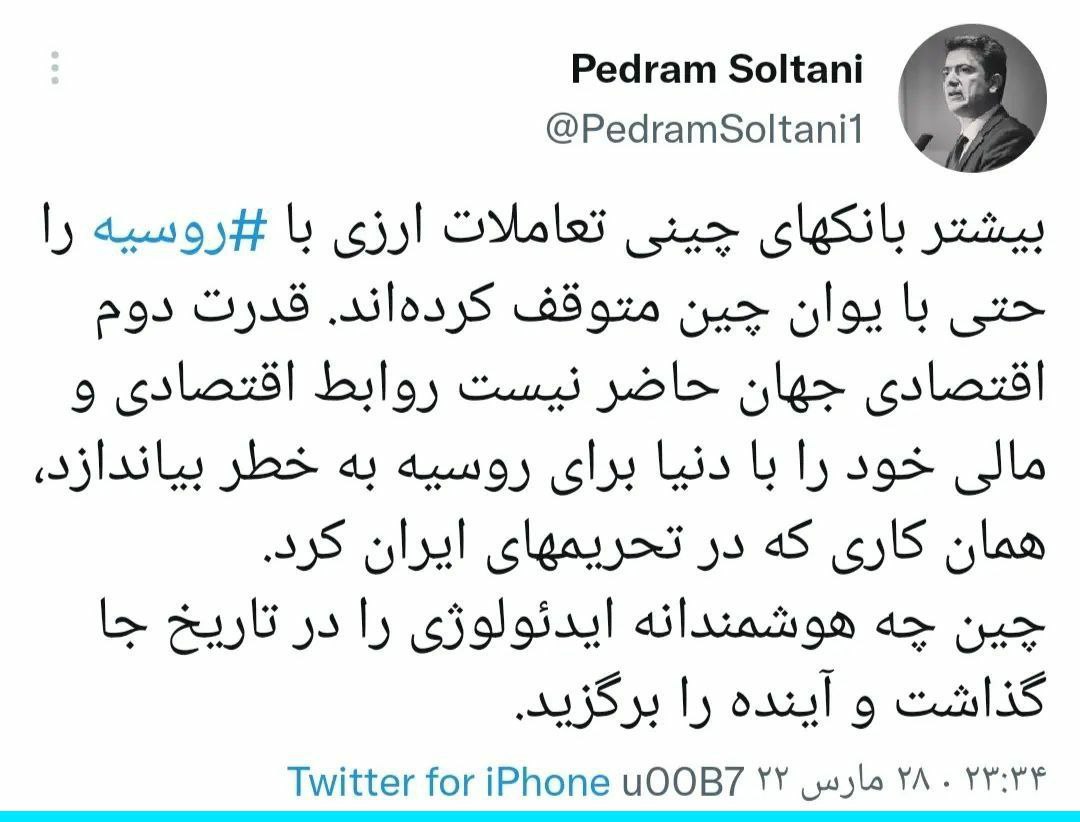 Pedram Soltani
@PedramSoltani1
بیشتر بانکهای چینی تعاملات ارزی با #روسیه را
حتی با یوان چین متوقف کرده‌اند. قدرت دوم
اقتصادی جهان حاضر نیست روابط اقتصادی و
مالی خود را با دنیا برای روسیه به خطر بیاندازد،
همان کاری که در تحریمهای ایران کرد.
چین چه هوشمندانه ایدئولوژی را در تاریخ جا
گذاشت و آینده را برگزید.
۲۳:۳۴ · ۲۸ مارس ۲۲ u00B7 Twitter for iPhone